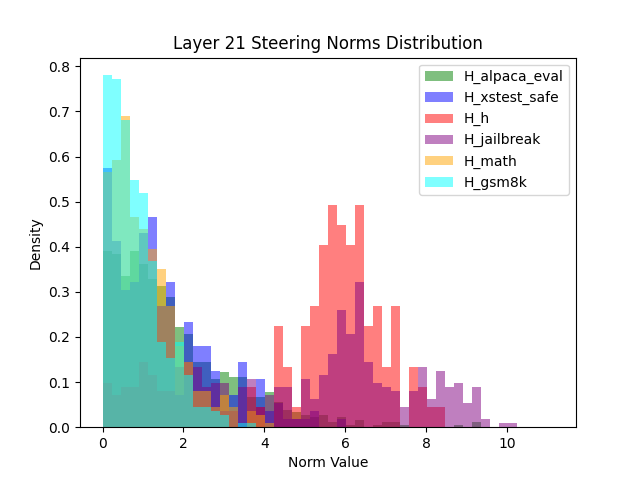 Layer 21 Steering Norms Distribution
0.8
0.7
0.6
0.5
0.4
0.3
0.2
0.1
0.0
Density
H_alpaca_eval
H_xstest_safe
H_h
H_jailbreak
H_math
H_gsm8k
0 2 4 6 8 10
Norm Value